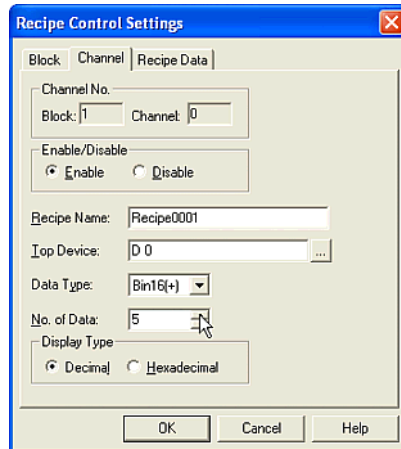 Recipe Control Settings
Block Channel Recipe Data
Channel No.
Block: 1 Channel: 0
Enable/Disable
Enable Disable
Recipe Name: Recipe0001
Top Device: D 0 ...
Data Type: Bin16(+)
No. of Data: 5
Display Type
Decimal Hexadecimal
OK Cancel Help